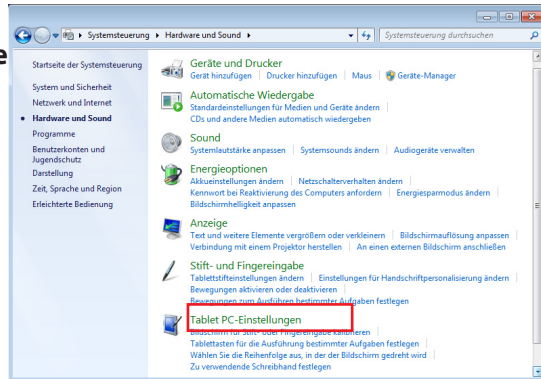 e
Systemsteuerung ▸ Hardware und Sound ▸
Systemsteuerung durchsuchen
Startseite der Systemsteuerung
System und Sicherheit
Netzwerk und Internet
Hardware und Sound
Programme
Benutzerkonten und
Jugendschutz
Darstellung
Zeit, Sprache und Region
Erleichterte Bedienung
Geräte und Drucker
Gerät hinzufügen | Drucker hinzufügen | Maus | Geräte-Manager
Automatische Wiedergabe
Standardeinstellungen für Medien und Geräte ändern |
CDs und andere Medien automatisch wiedergeben
Sound
Systemlautstärke anpassen | Systemsounds ändern | Audiogeräte verwalten
Energieoptionen
Akkueinstellungen ändern | Netzschalterverhalten ändern |
Kennwort bei Reaktivierung des Computers anfordern | Energiesparmodus ändern |
Bildschirmhelligkeit anpassen
Anzeige
Text und weitere Elemente vergrößern oder verkleinern | Bildschirmauflösung anpassen |
Verbindung mit einem Projektor herstellen | An einen externen Bildschirm anschließen
Stift- und Fingereingabe
Tabletstifteinstellungen ändern | Einstellungen für Handschriftpersonalisierung ändern |
Bewegungen aktivieren oder deaktivieren |
Bewegungen zum Ausführen bestimmter Aufgaben festlegen
Tablet PC-Einstellungen
Bildschirm für Stift- oder Fingereingabe kalibrieren |
Tablettasten für die Ausführung bestimmter Aufgaben festlegen |
Wählen Sie die Reihenfolge aus, in der der Bildschirm gedreht wird |
Zu verwendende Schreibhand festlegen